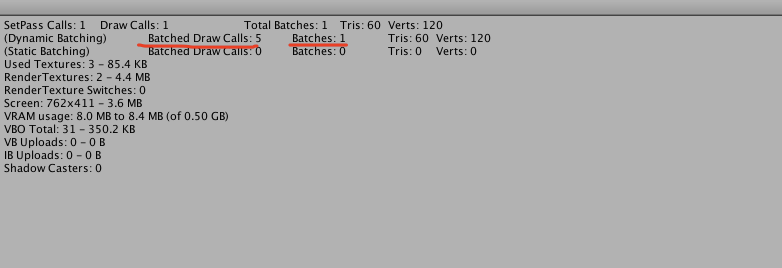 SetPass Calls: 1 Draw Calls: 1 Total Batches: 1 Tris: 60 Verts: 120
(Dynamic Batching) Batched Draw Calls: 5 Batches: 1 Tris: 60 Verts: 120
(Static Batching) Batched Draw Calls: 0 Batches: 0 Tris: 0 Verts: 0
Used Textures: 3 – 85.4 KB
RenderTextures: 2 – 4.4 MB
RenderTexture Switches: 0
Screen: 762x411 – 3.6 MB
VRAM usage: 8.0 MB to 8.4 MB (of 0.50 GB)
VBO Total: 31 – 350.2 KB
VB Uploads: 0 – 0 B
IB Uploads: 0 – 0 B
Shadow Casters: 0